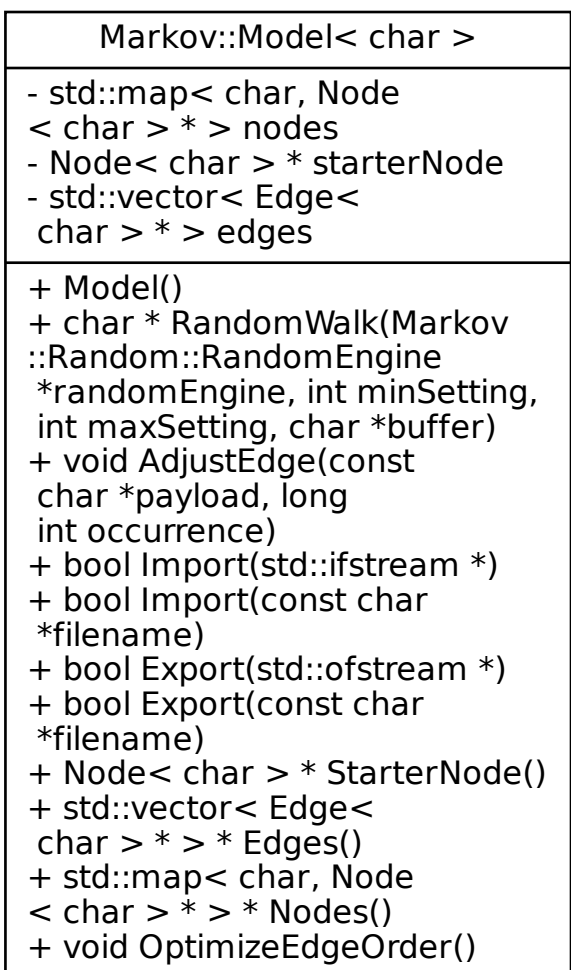 Markov::Model< char >
- std::map< char, Node
< char > * > nodes
- Node< char > * starterNode
- std::vector< Edge<
char > * > edges
+ Model()
+ char * RandomWalk(Markov
::Random::RandomEngine
*randomEngine, int minSetting,
int maxSetting, char *buffer)
+ void AdjustEdge(const
char *payload, long
int occurrence)
+ bool Import(std::ifstream *)
+ bool Import(const char
*filename)
+ bool Export(std::ofstream *)
+ bool Export(const char
*filename)
+ Node< char > * StarterNode()
+ std::vector< Edge<
char > * > * Edges()
+ std::map< char, Node
< char > * > * Nodes()
+ void OptimizeEdgeOrder()